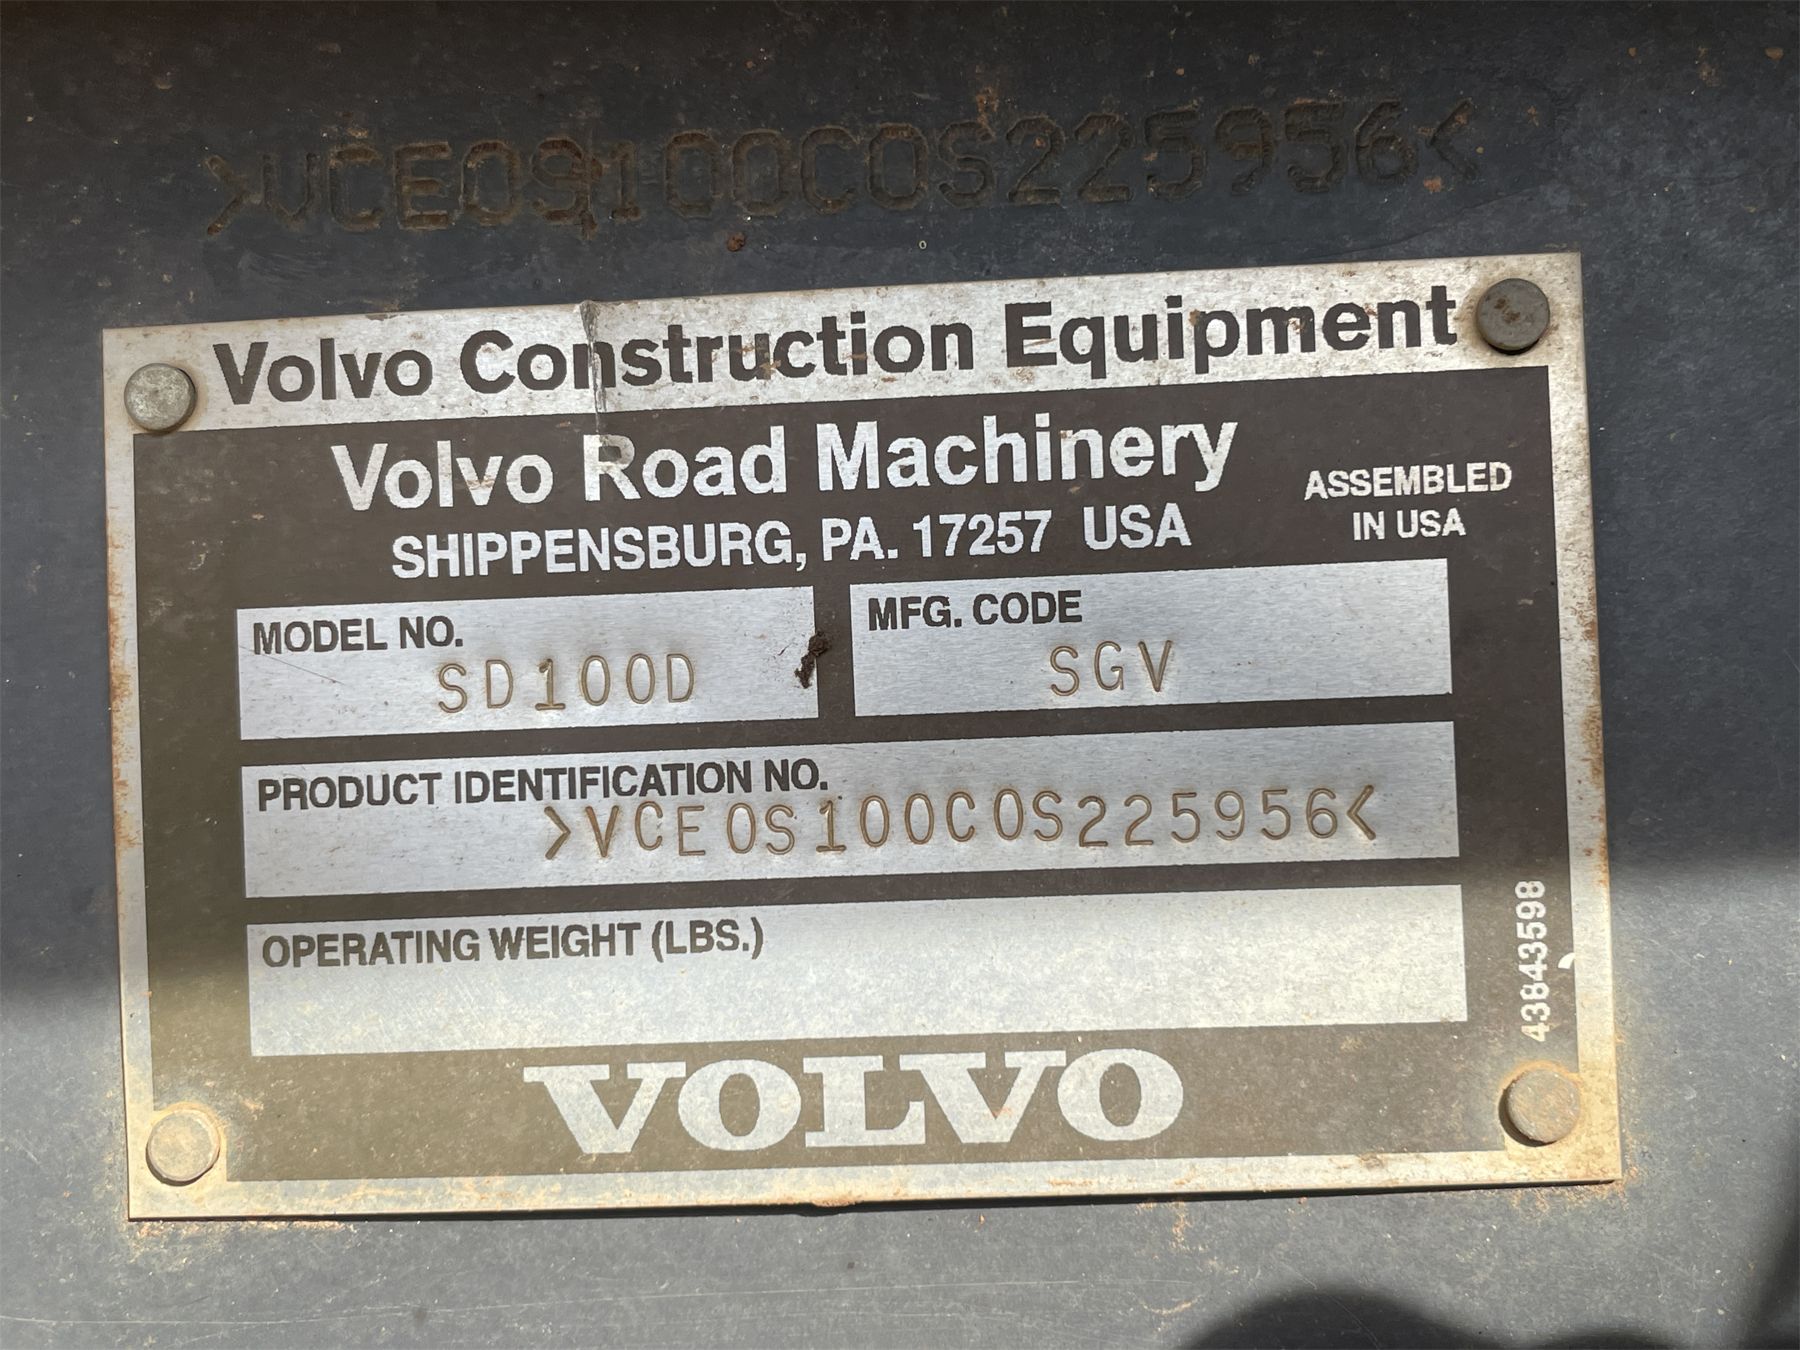 >VCE0S100C0S225956<
Volvo Construction Equipment
Volvo Road Machinery
SHIPPENSBURG, PA. 17257 USA
ASSEMBLED
IN USA
MODEL NO.
SD100D
MFG. CODE
SGV
PRODUCT IDENTIFICATION NO.
>VCE0S100C0S225956<
OPERATING WEIGHT (LBS.)
43843598
VOLVO